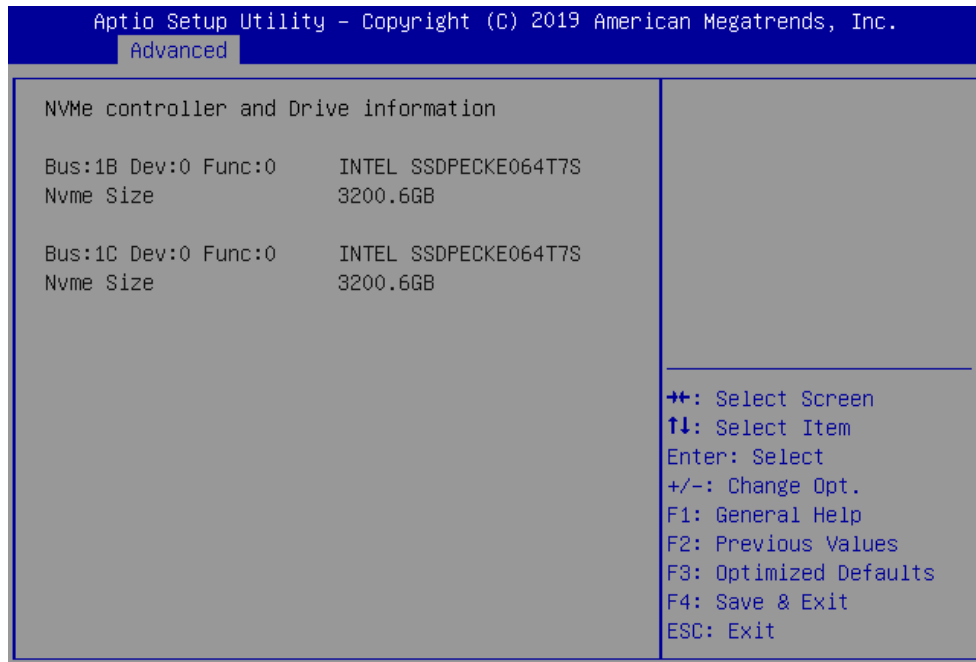 Aptio Setup Utility – Copyright (C) 2019 American Megatrends, Inc.
Advanced
NVMe controller and Drive information
Bus:1B Dev:0 Func:0 INTEL SSDPECKE064T7S
Nvme Size 3200.6GB
Bus:1C Dev:0 Func:0 INTEL SSDPECKE064T7S
Nvme Size 3200.6GB
→←: Select Screen
↑↓: Select Item
Enter: Select
+/-: Change Opt.
F1: General Help
F2: Previous Values
F3: Optimized Defaults
F4: Save & Exit
ESC: Exit